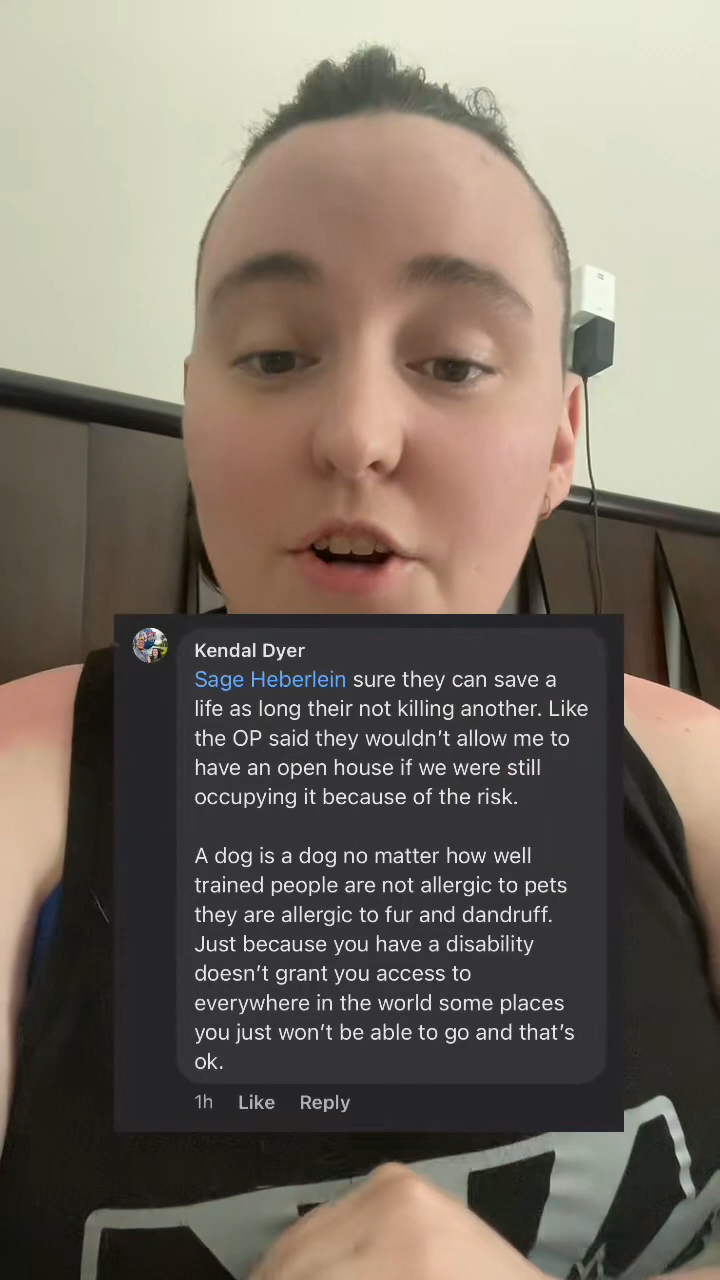 Kendal Dyer
Sage Heberlein sure they can save a
life as long their not killing another. Like
the OP said they wouldn't allow me to
have an open house if we were still
occupying it because of the risk.
A dog is a dog no matter how well
trained people are not allergic to pets
they are allergic to fur and dandruff.
Just because you have a disability
doesn't grant you access to
everywhere in the world some places
you just won't be able to go and that's
ok.
1h Like Reply